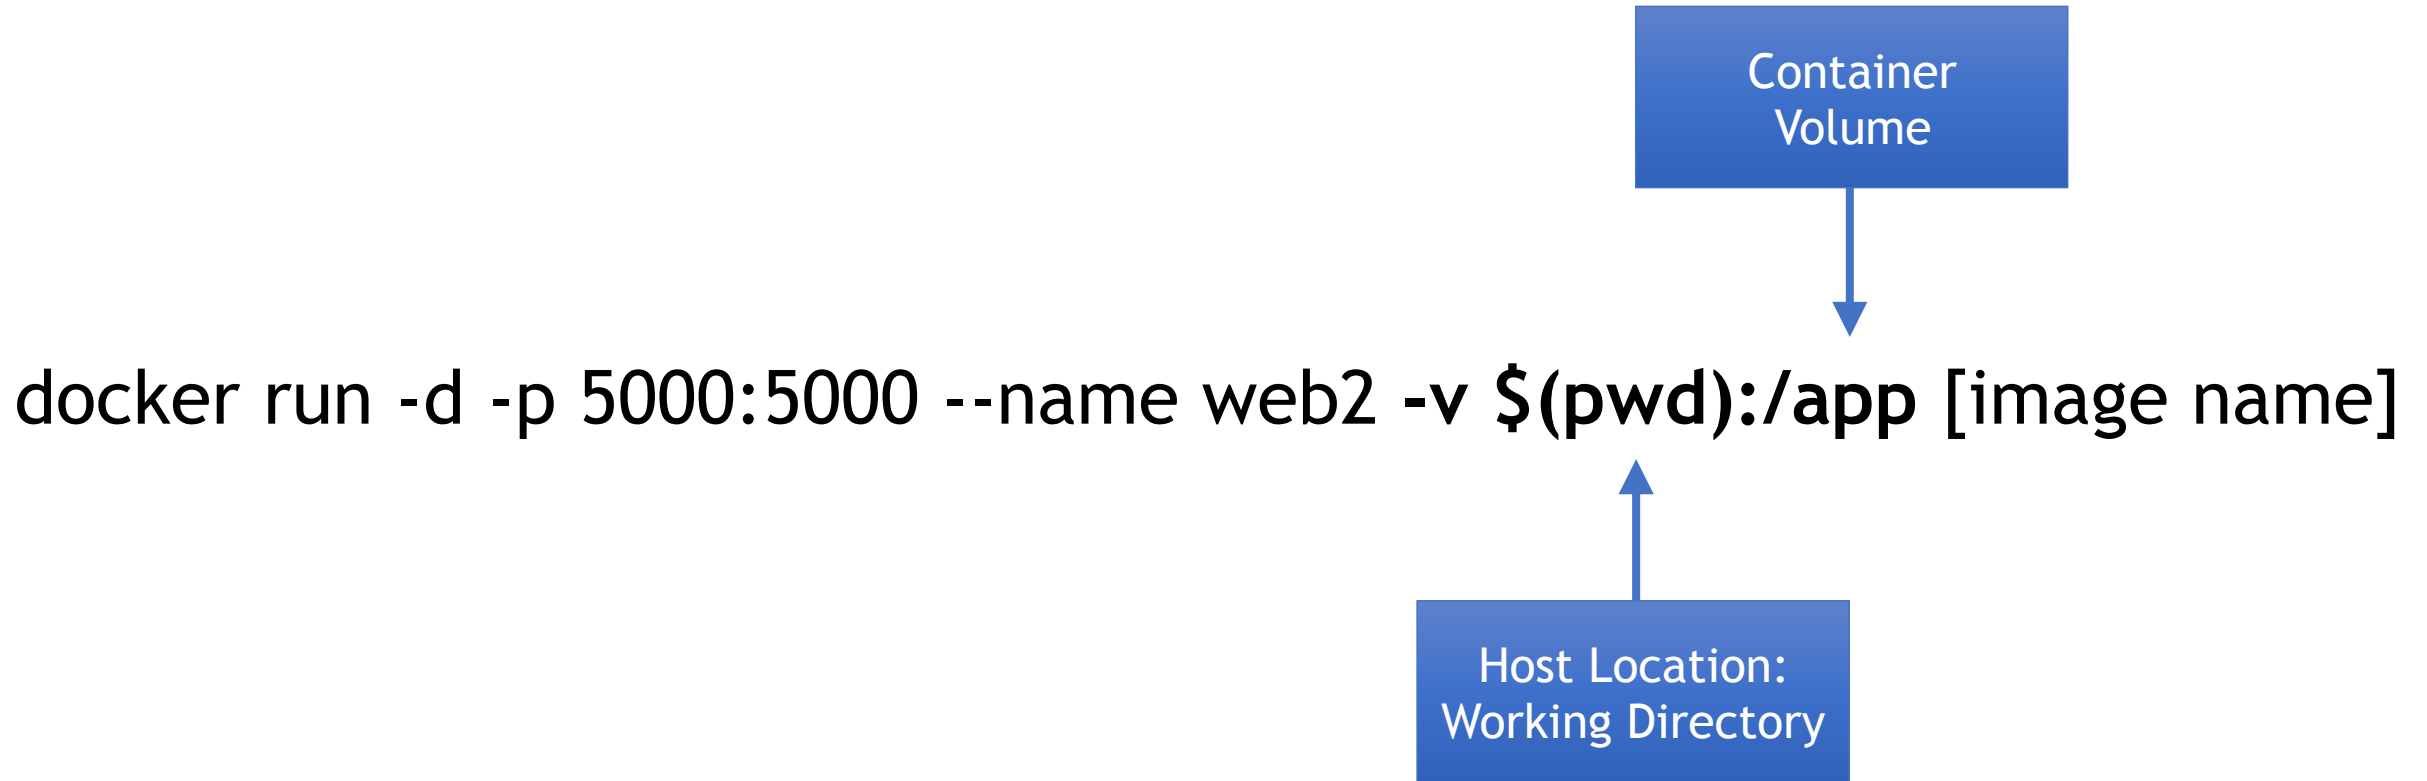 Container
Volume
docker run -d -p 5000:5000 --name web2 -v $(pwd):/app [image name]
Host Location:
Working Directory